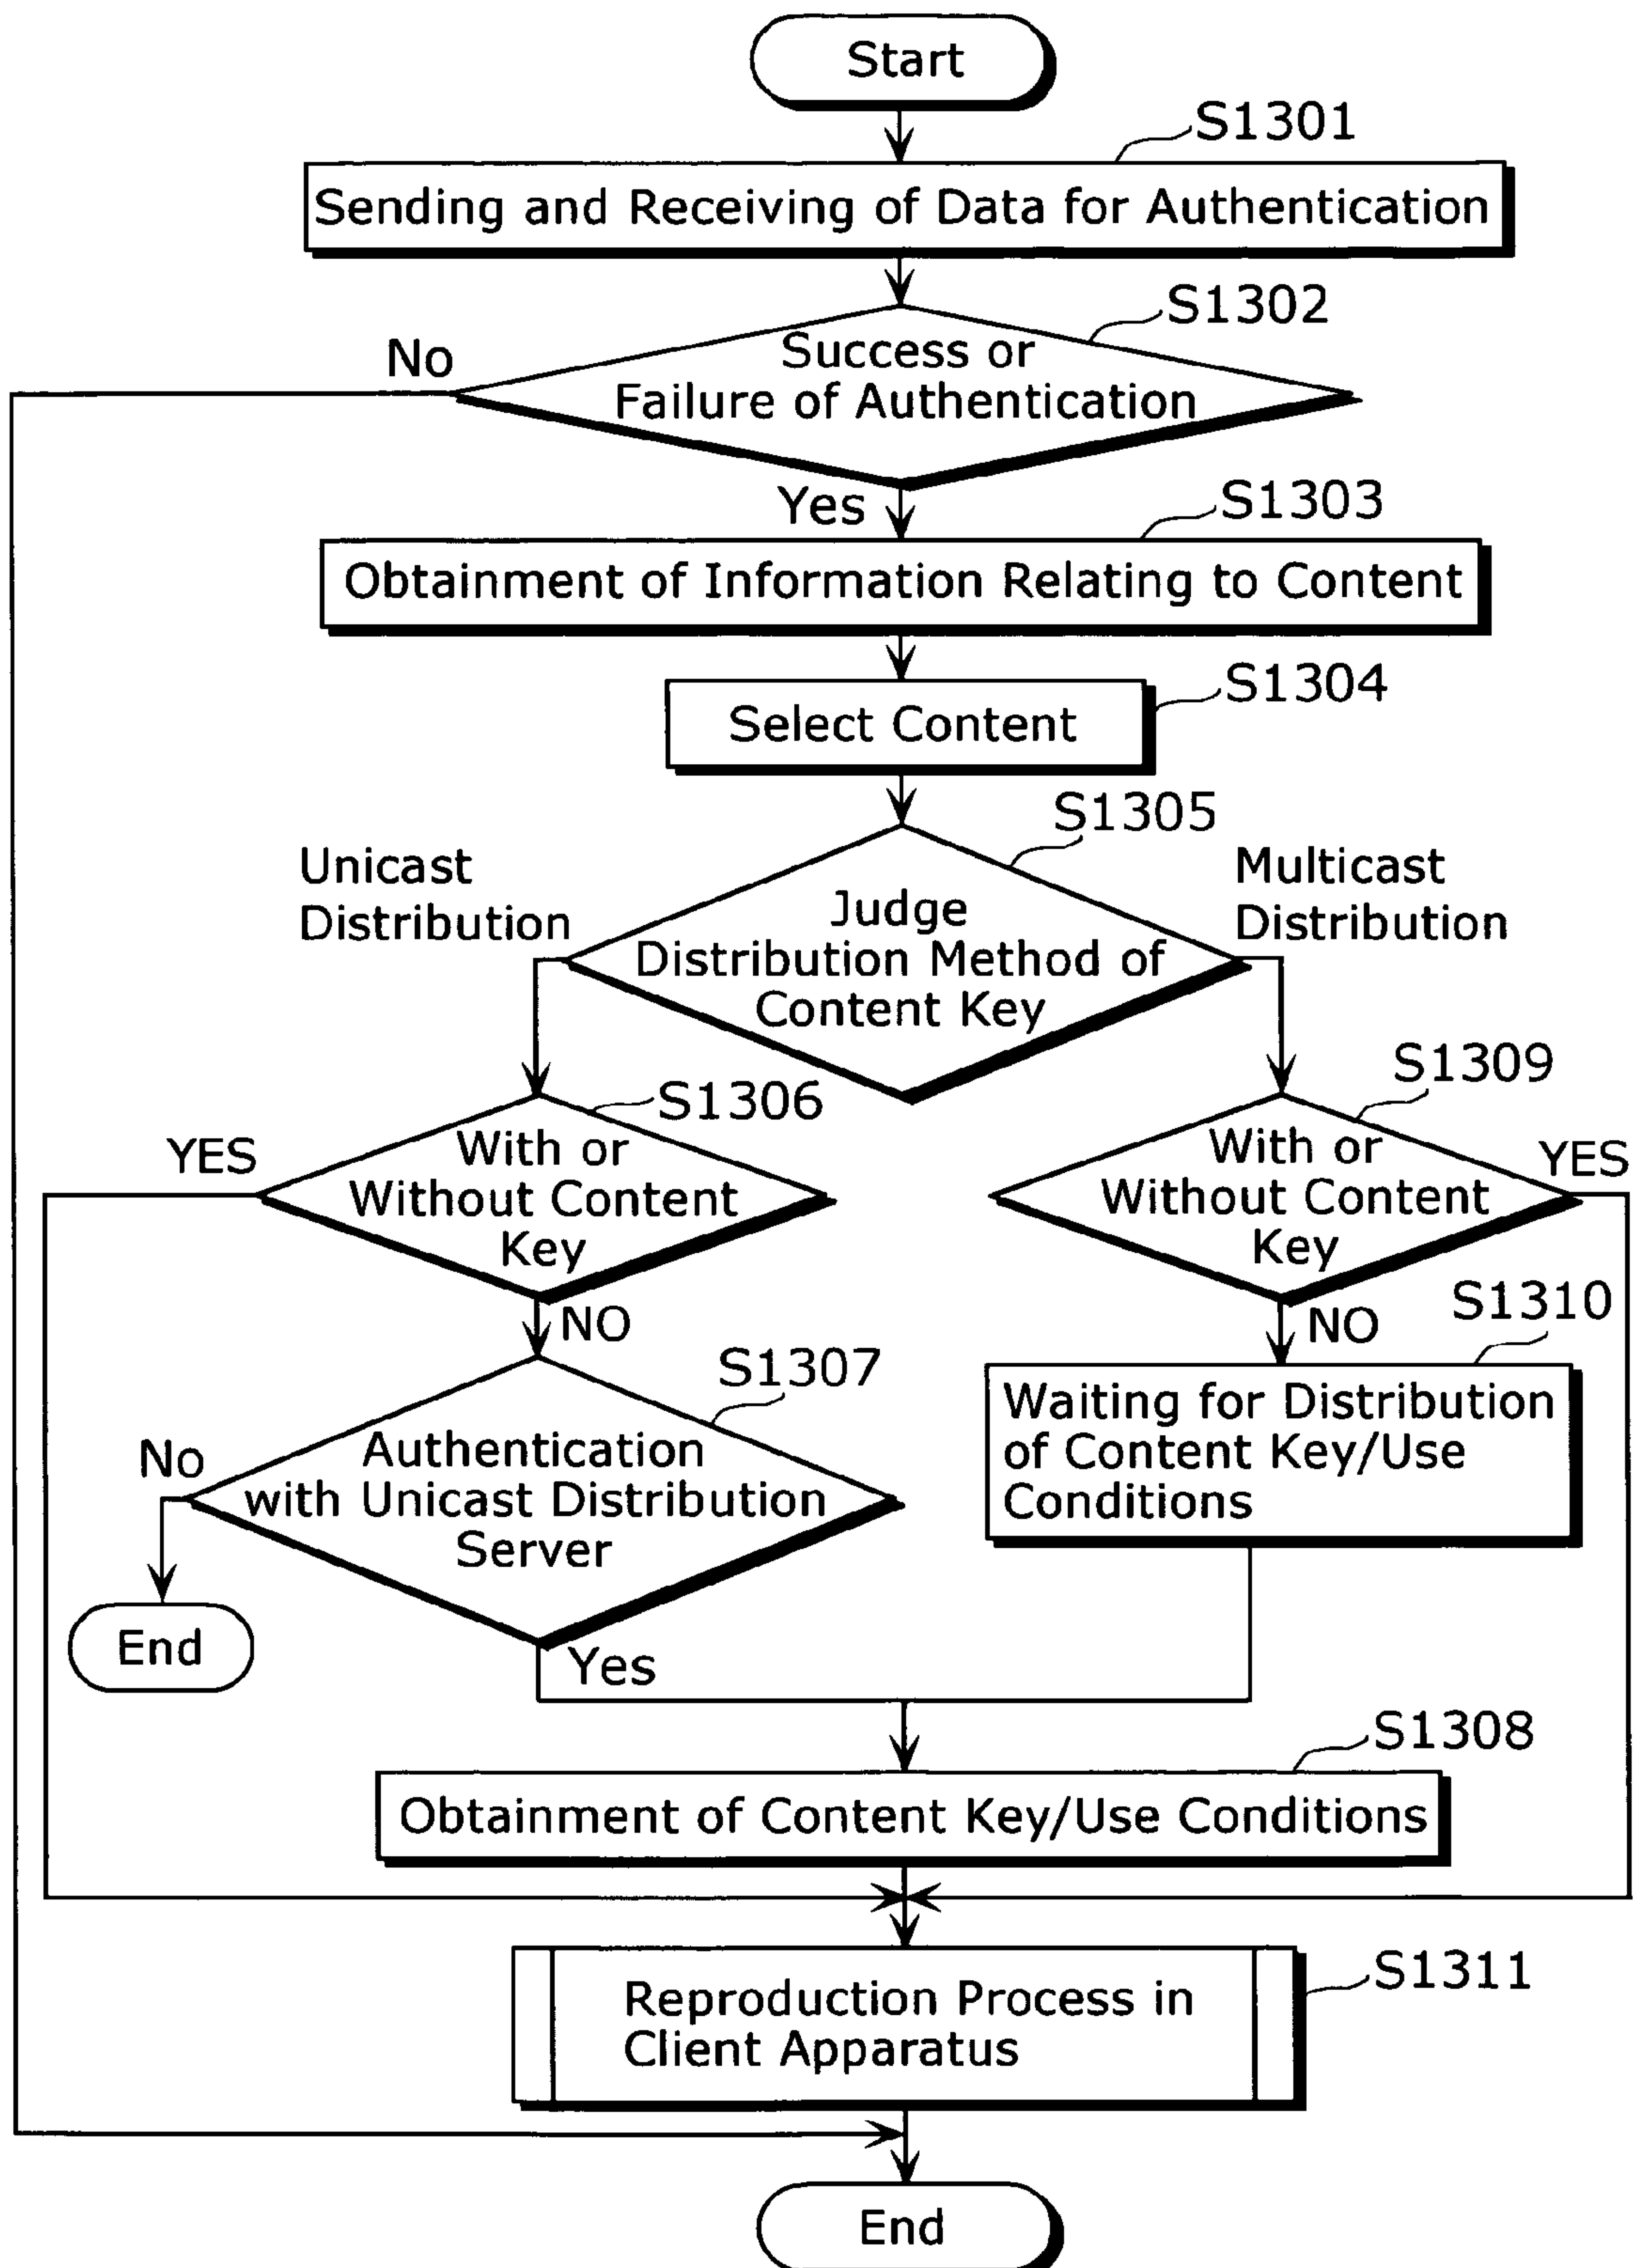 Start
S1301
Sending and Receiving of Data for Authentication
S1302
No
Success or
Failure of Authentication
Yes
S1303
Obtainment of Information Relating to Content
S1304
Select Content
S1305
Unicast
Distribution
Judge
Distribution Method of
Content Key
Multicast
Distribution
S1306
YES
With or
Without Content
Key
NO
S1309
With or
Without Content
Key
YES
NO
S1307
No
Authentication
with Unicast Distribution
Server
End
Yes
S1310
Waiting for Distribution
of Content Key/Use
Conditions
S1308
Obtainment of Content Key/Use Conditions
S1311
Reproduction Process in
Client Apparatus
End